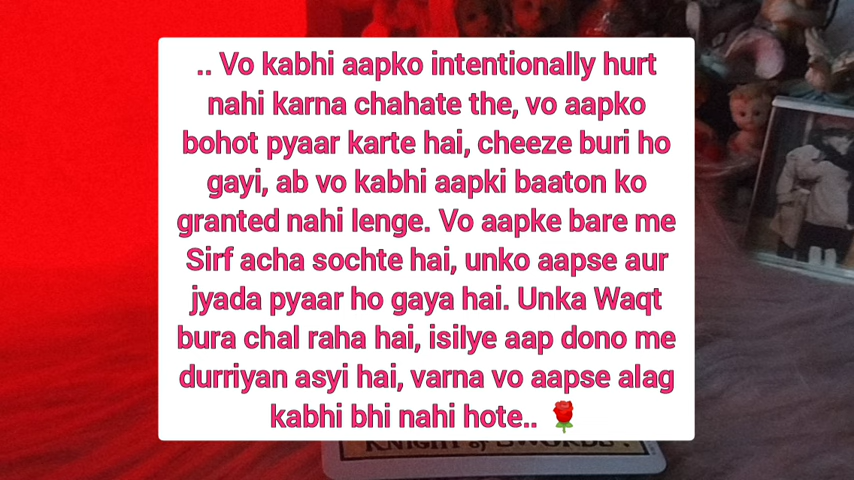 .. Vo kabhi aapko intentionally hurt
nahi karna chahate the, vo aapko
bohot pyaar karte hai, cheeze buri ho
gayi, ab vo kabhi aapki baaton ko
granted nahi lenge. Vo aapke bare me
Sirf acha sochte hai, unko aapse aur
jyada pyaar ho gaya hai. Unka Waqt
bura chal raha hai, isilye aap dono me
durriyan asyi hai, varna vo aapse alag
kabhi bhi nahi hote.. 🌹
KNIGHT of SWORDS.